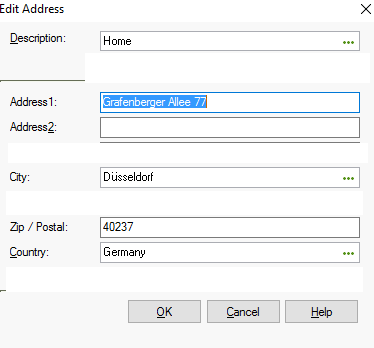 Edit Address
Description: Home ...
Address1: Grafenberger Allee 77
Address2:
City: Düsseldorf ...
Zip / Postal: 40237
Country: Germany ...
OK Cancel Help